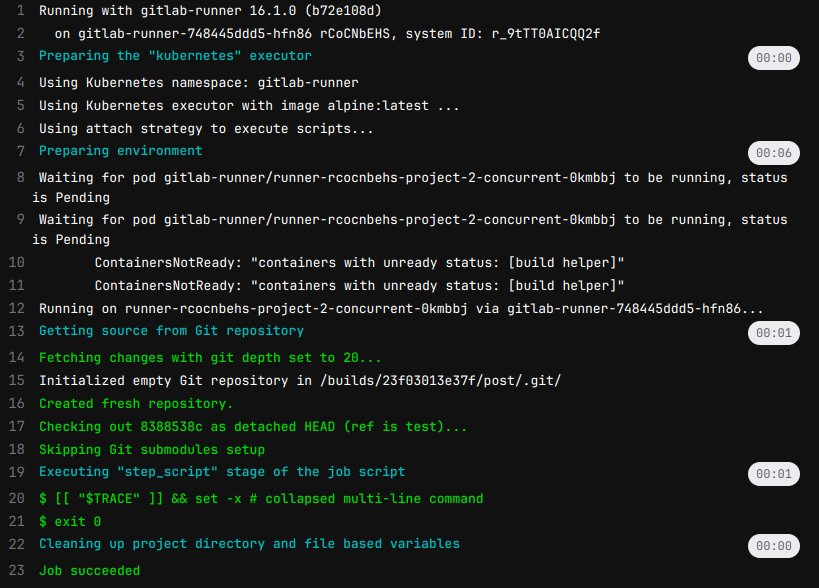 1 Running with gitlab-runner 16.1.0 (b72e108d)
2 on gitlab-runner-748445ddd5-hfn86 rCoCNbEHS, system ID: r_9tTT0AICQQ2f
3 Preparing the "kubernetes" executor 00:00
4 Using Kubernetes namespace: gitlab-runner
5 Using Kubernetes executor with image alpine:latest ...
6 Using attach strategy to execute scripts...
7 Preparing environment 00:06
8 Waiting for pod gitlab-runner/runner-rcocnbehs-project-2-concurrent-0kmbbj to be running, status
is Pending
9 Waiting for pod gitlab-runner/runner-rcocnbehs-project-2-concurrent-0kmbbj to be running, status
is Pending
10 ContainersNotReady: "containers with unready status: [build helper]"
11 ContainersNotReady: "containers with unready status: [build helper]"
12 Running on runner-rcocnbehs-project-2-concurrent-0kmbbj via gitlab-runner-748445ddd5-hfn86...
13 Getting source from Git repository 00:01
14 Fetching changes with git depth set to 20...
15 Initialized empty Git repository in /builds/23f03013e37f/post/.git/
16 Created fresh repository.
17 Checking out 8388538c as detached HEAD (ref is test)...
18 Skipping Git submodules setup
19 Executing "step_script" stage of the job script 00:01
20 $ [[ "$TRACE" ]] && set -x # collapsed multi-line command
21 $ exit 0
22 Cleaning up project directory and file based variables 00:00
23 Job succeeded